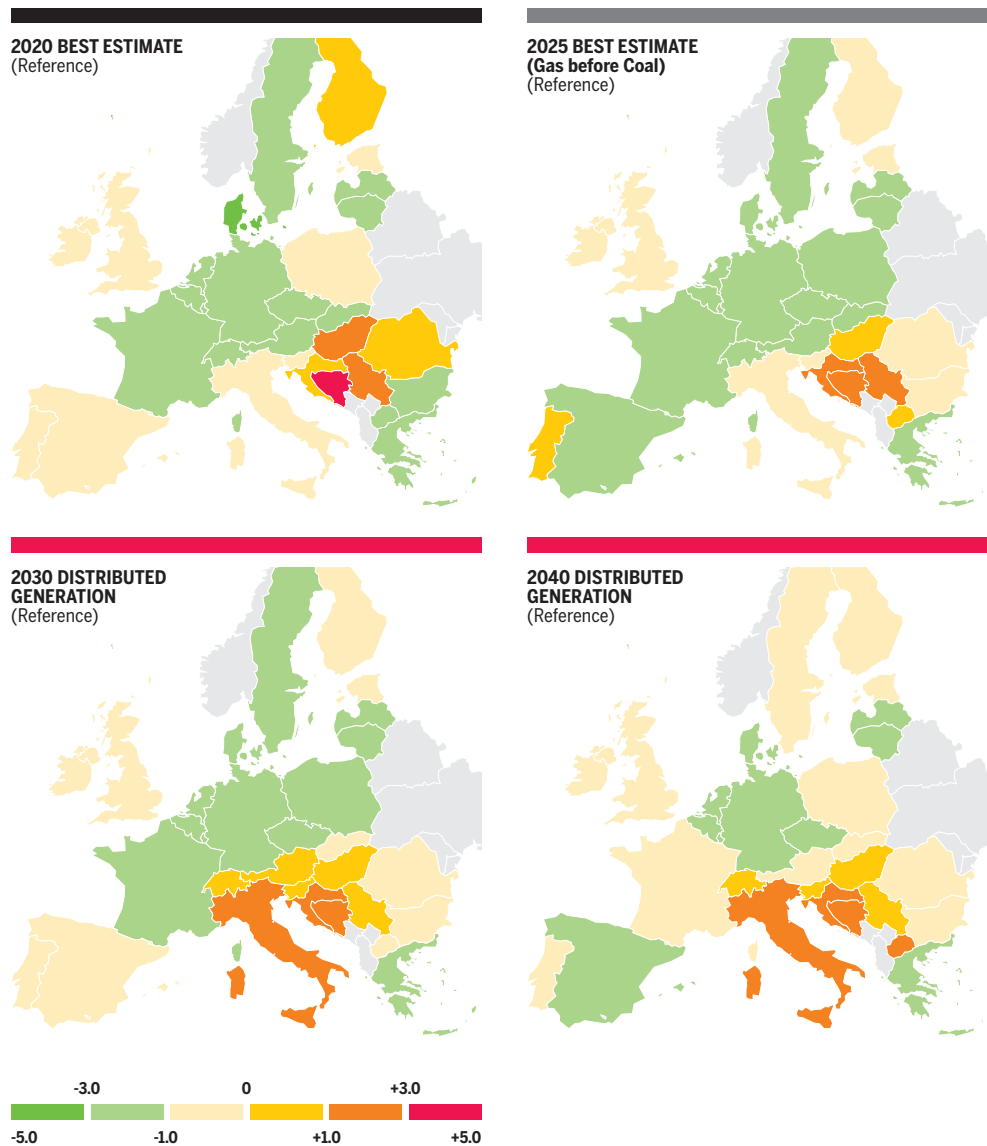 2020 BEST ESTIMATE
(Reference)
2025 BEST ESTIMATE
(Gas before Coal)
(Reference)
2030 DISTRIBUTED
GENERATION
(Reference)
2040 DISTRIBUTED
GENERATION
(Reference)
-3.0 0 +3.0
-5.0 -1.0 +1.0 +5.0